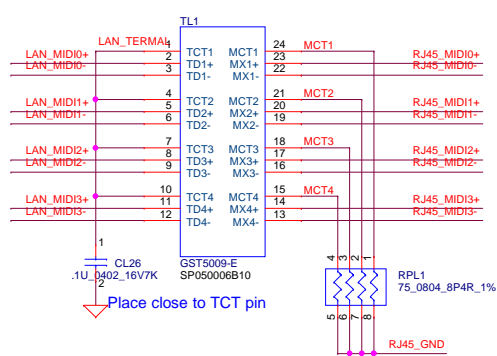 TL1
LAN_TERMAL 1 TCT1 MCT1 24 MCT1
LAN_MIDI0+ 2 TD1+ MX1+ 23 RJ45_MIDI0+
LAN_MIDI0- 3 TD1- MX1- 22 RJ45_MIDI0-
4 TCT2 MCT2 21 MCT2
LAN_MIDI1+ 5 TD2+ MX2+ 20 RJ45_MIDI1+
LAN_MIDI1- 6 TD2- MX2- 19 RJ45_MIDI1-
7 TCT3 MCT3 18 MCT3
LAN_MIDI2+ 8 TD3+ MX3+ 17 RJ45_MIDI2+
LAN_MIDI2- 9 TD3- MX3- 16 RJ45_MIDI2-
10 TCT4 MCT4 15 MCT4
LAN_MIDI3+ 11 TD4+ MX4+ 14 RJ45_MIDI3+
LAN_MIDI3- 12 TD4- MX4- 13 RJ45_MIDI3-
1
CL26
.1U_0402_16V7K
2
GST5009-E
SP050006B10
Place close to TCT pin
4 3 2 1
RPL1
75_0804_8P4R_1%
5 6 7 8
RJ45_GND